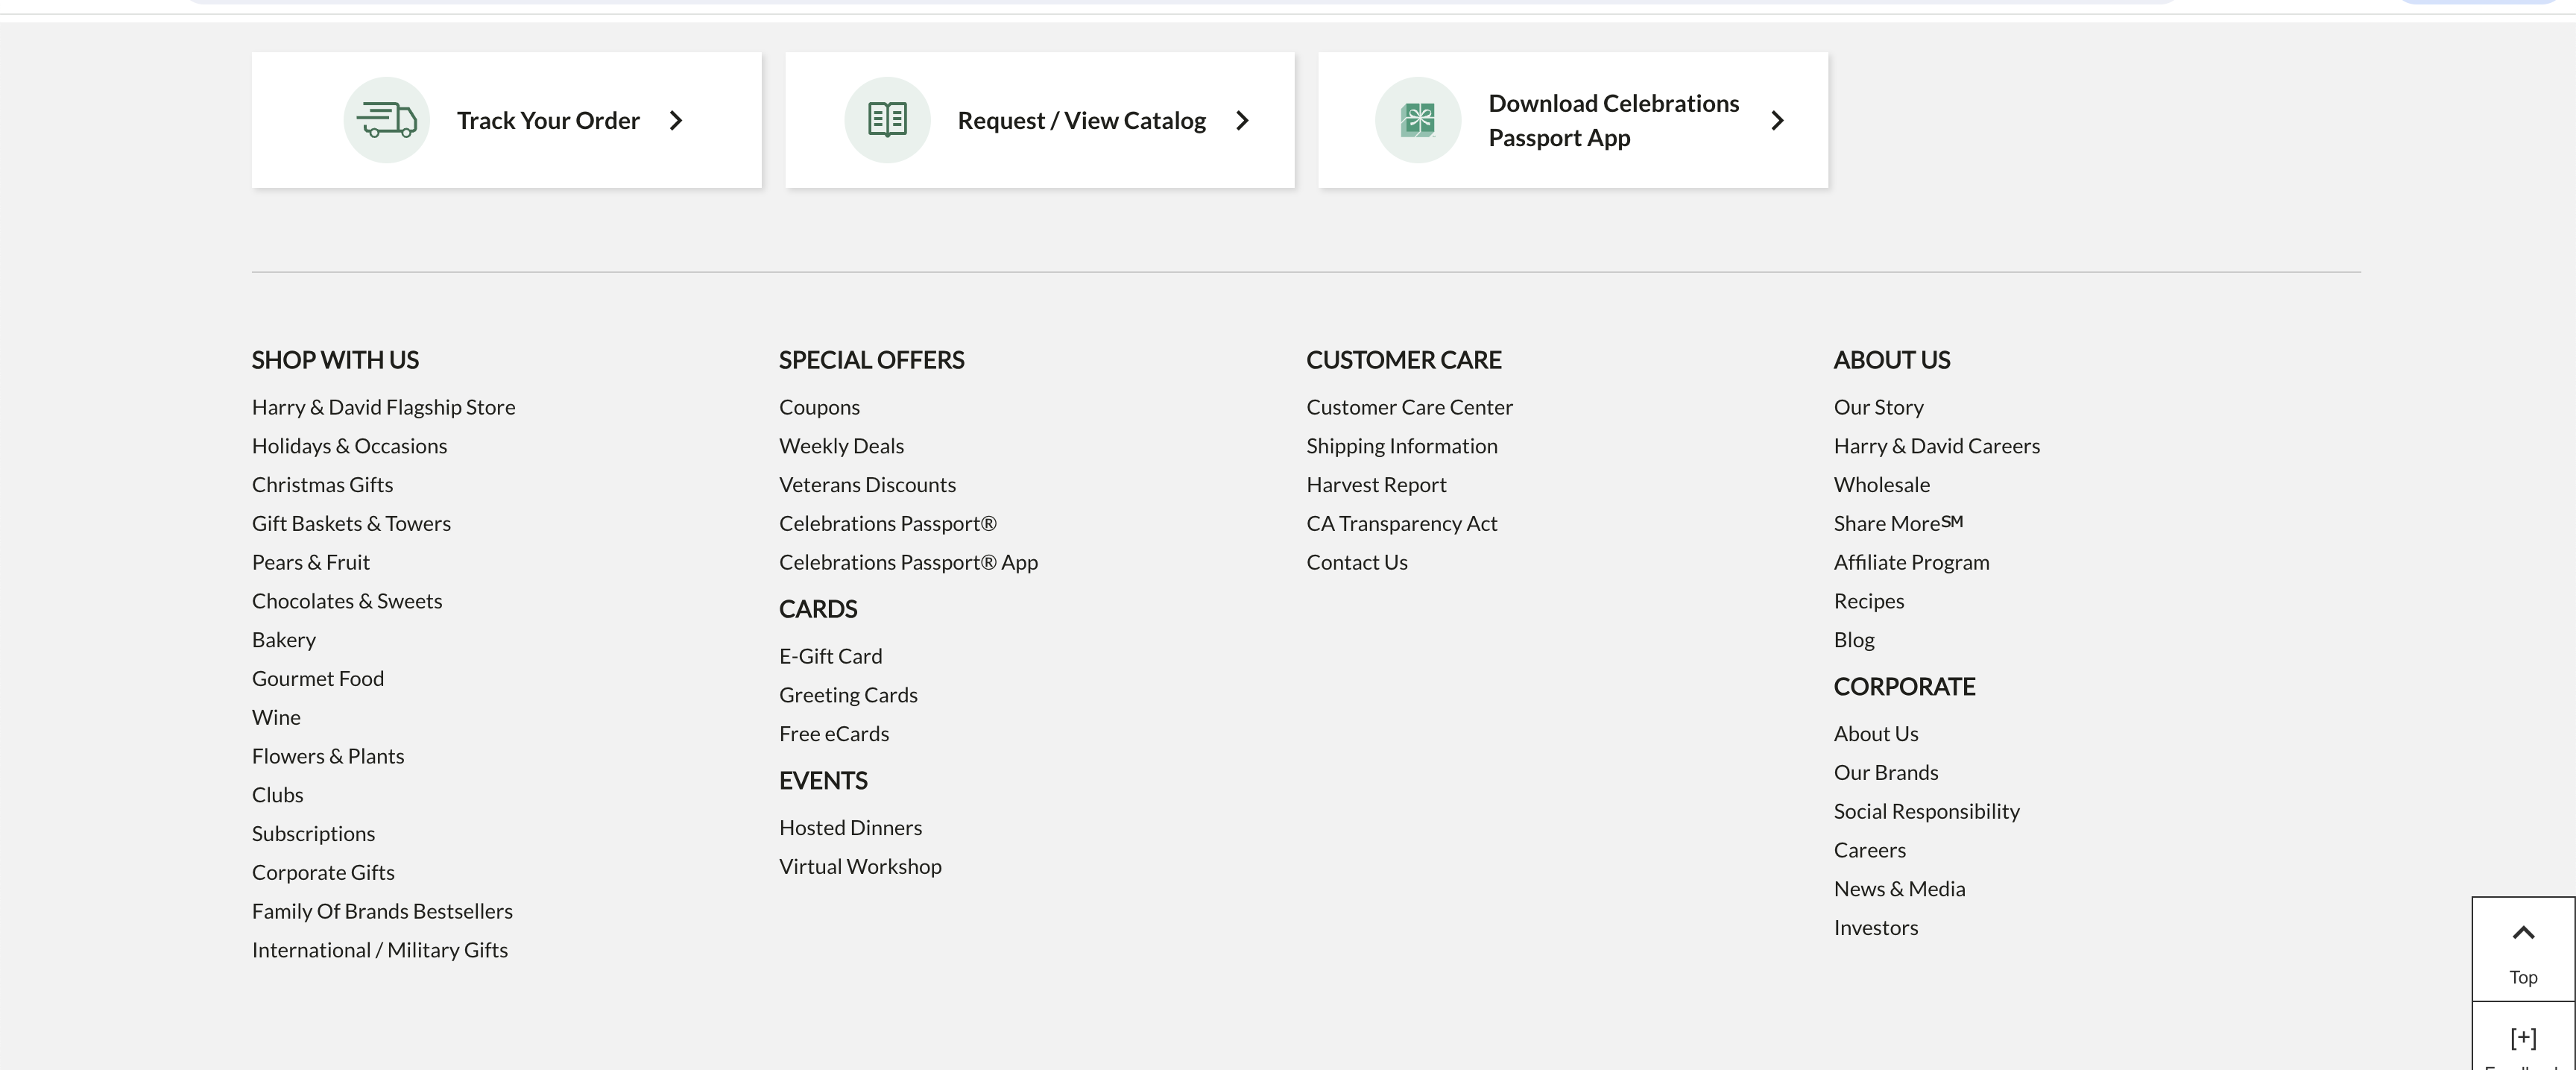 Track Your Order
Request / View Catalog
Download Celebrations
Passport App
SHOP WITH US
Harry & David Flagship Store
Holidays & Occasions
Christmas Gifts
Gift Baskets & Towers
Pears & Fruit
Chocolates & Sweets
Bakery
Gourmet Food
Wine
Flowers & Plants
Clubs
Subscriptions
Corporate Gifts
Family Of Brands Bestsellers
International / Military Gifts
SPECIAL OFFERS
Coupons
Weekly Deals
Veterans Discounts
Celebrations Passport®
Celebrations Passport® App
CARDS
E-Gift Card
Greeting Cards
Free eCards
EVENTS
Hosted Dinners
Virtual Workshop
CUSTOMER CARE
Customer Care Center
Shipping Information
Harvest Report
CA Transparency Act
Contact Us
ABOUT US
Our Story
Harry & David Careers
Wholesale
Share More℠
Affiliate Program
Recipes
Blog
CORPORATE
About Us
Our Brands
Social Responsibility
Careers
News & Media
Investors
Top
[+]